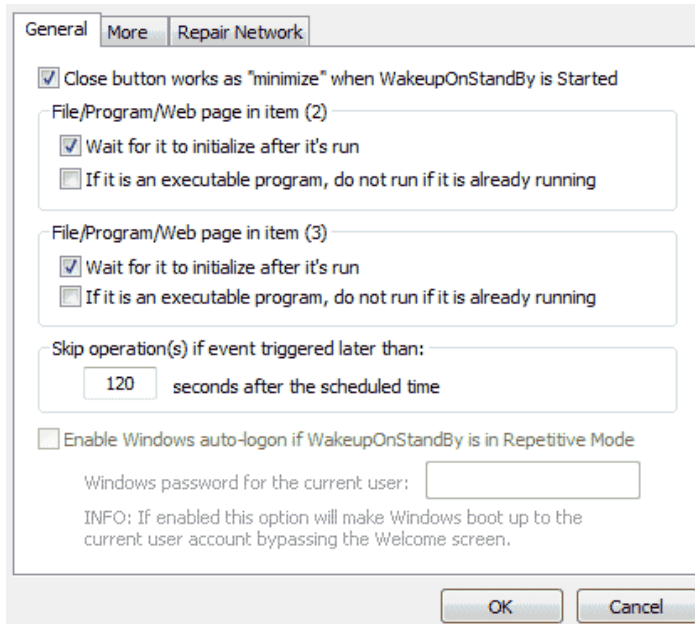 General More Repair Network
Close button works as "minimize" when WakeupOnStandBy is Started
File/Program/Web page in item (2)
Wait for it to initialize after it's run
If it is an executable program, do not run if it is already running
File/Program/Web page in item (3)
Wait for it to initialize after it's run
If it is an executable program, do not run if it is already running
Skip operation(s) if event triggered later than:
120 seconds after the scheduled time
Enable Windows auto-logon if WakeupOnStandBy is in Repetitive Mode
Windows password for the current user:
INFO: If enabled this option will make Windows boot up to the
current user account bypassing the Welcome screen.
OK Cancel